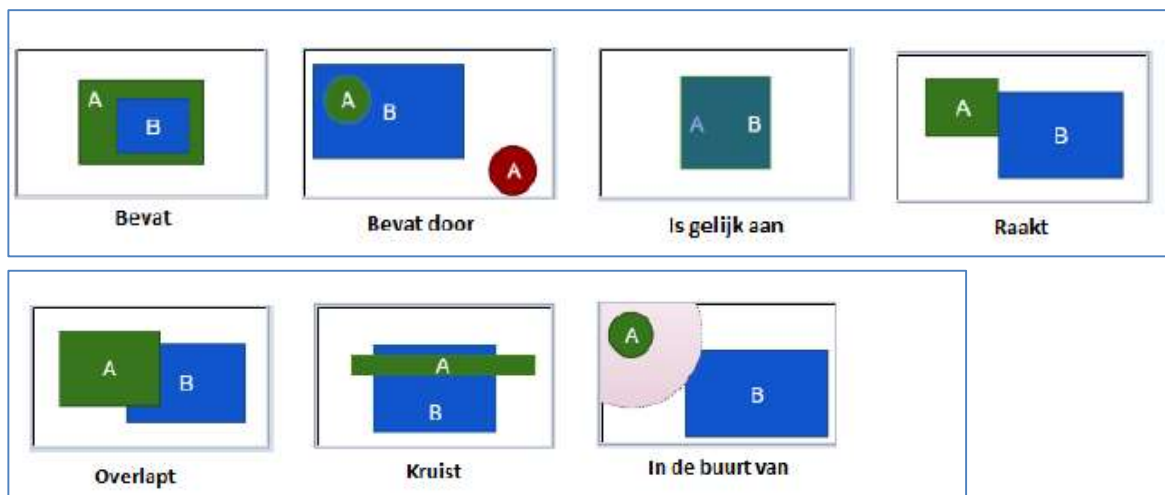 A
B
Bevat
A
B
A
Bevat door
A B
Is gelijk aan
A
B
Raakt
A
B
Overlapt
A
B
Kruist
A
B
In de buurt van